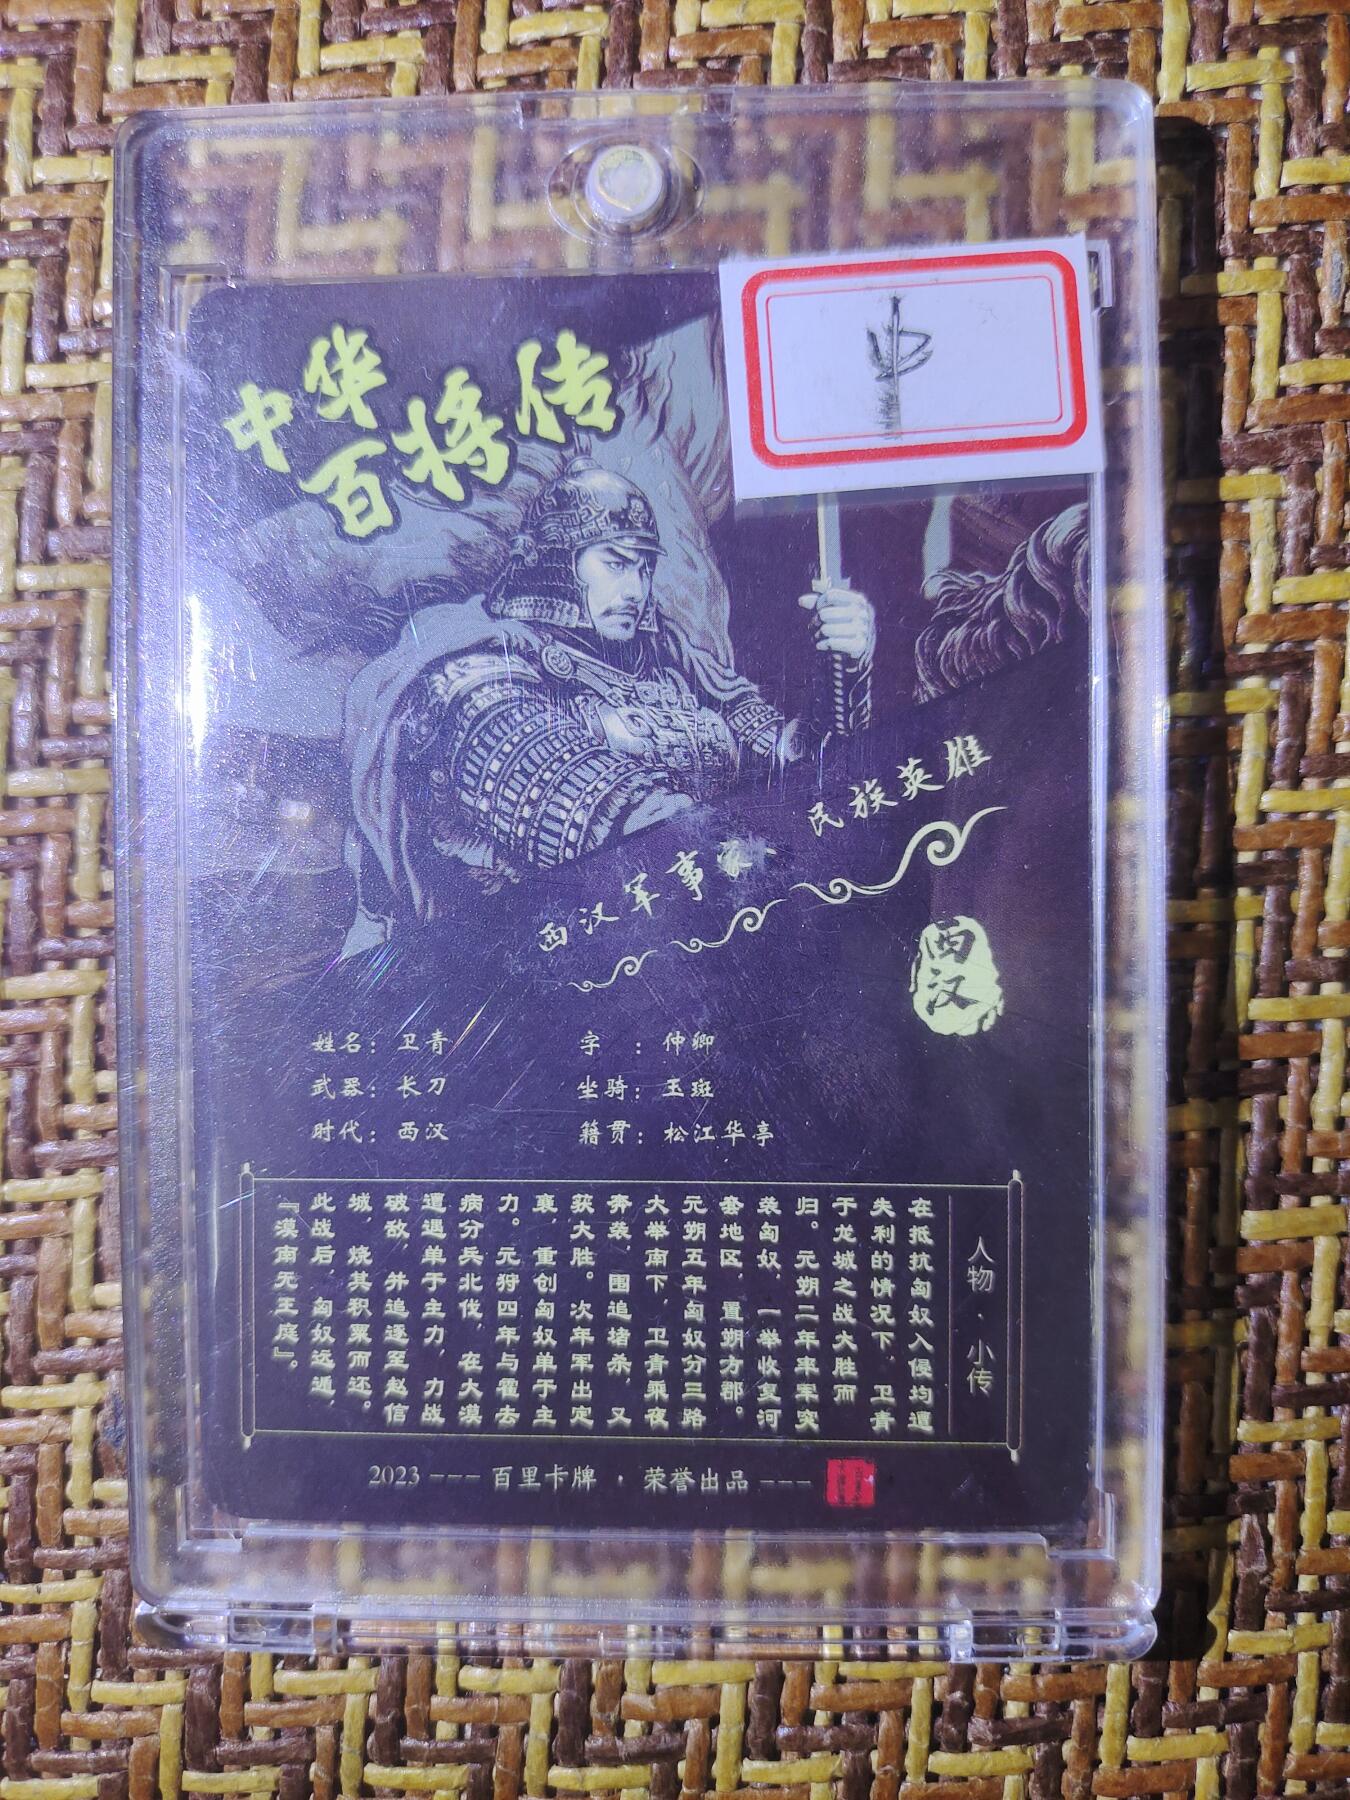 中华
百将传
中
西汉军事家、民族英雄
西汉
姓名：卫青
字：仲卿
武器：长刀
坐骑：玉斑
时代：西汉
籍贯：松江华亭
人物·小传
在抵抗匈奴入侵均遭
失利的情况下，卫青
于龙城之战大胜而
归。元朔二年率军突
袭匈奴，一举收复河
套地区，置朔方郡。
元朔五年匈奴分三路
大举南下，卫青乘夜
奔袭，围追堵杀，又
获大胜。次年军出定
襄，重创匈奴单于主
力。元狩四年与霍去
病分兵北伐，在大漠
遭遇单于主力，力战
破敌，并追逐至赵信
城，烧其积粟而还。
此战后，匈奴远遁，
『漠南无王庭』。
2023 --- 百里卡牌·荣誉出品 ---